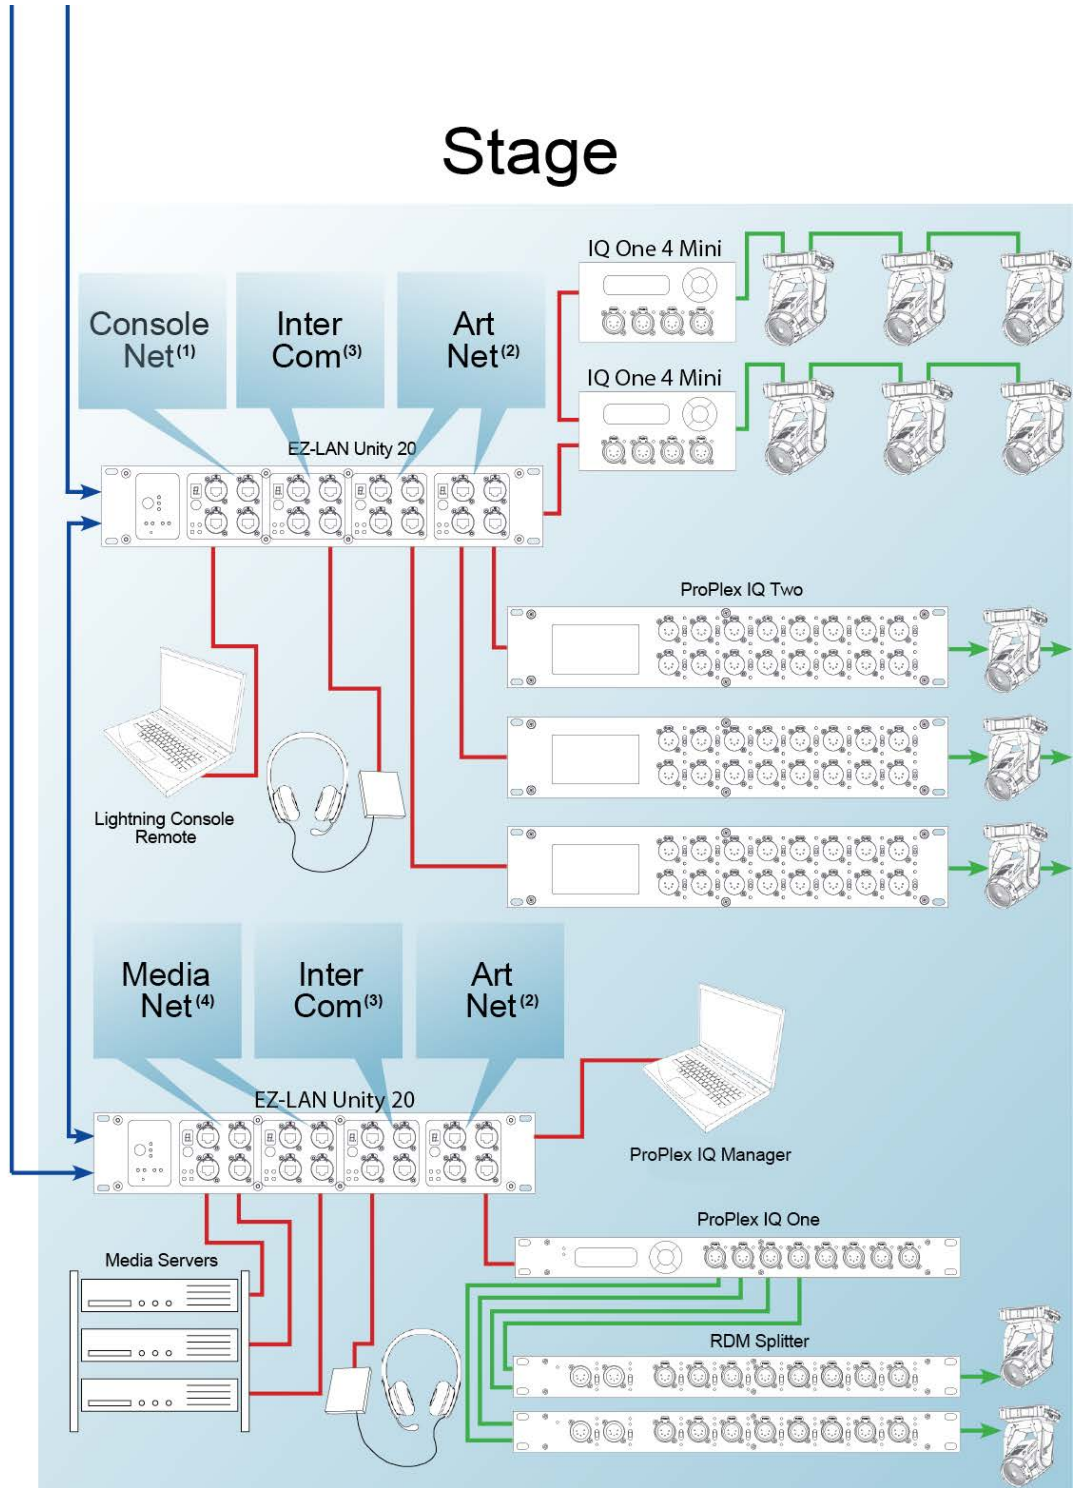 Stage
IQ One 4 Mini
Console
Net(1)
Inter
Com(3)
Art
Net(2)
IQ One 4 Mini
EZ-LAN Unity 20
ProPlex IQ Two
Lightning Console
Remote
Media
Net(4)
Inter
Com(3)
Art
Net(2)
EZ-LAN Unity 20
ProPlex IQ Manager
ProPlex IQ One
Media Servers
RDM Splitter